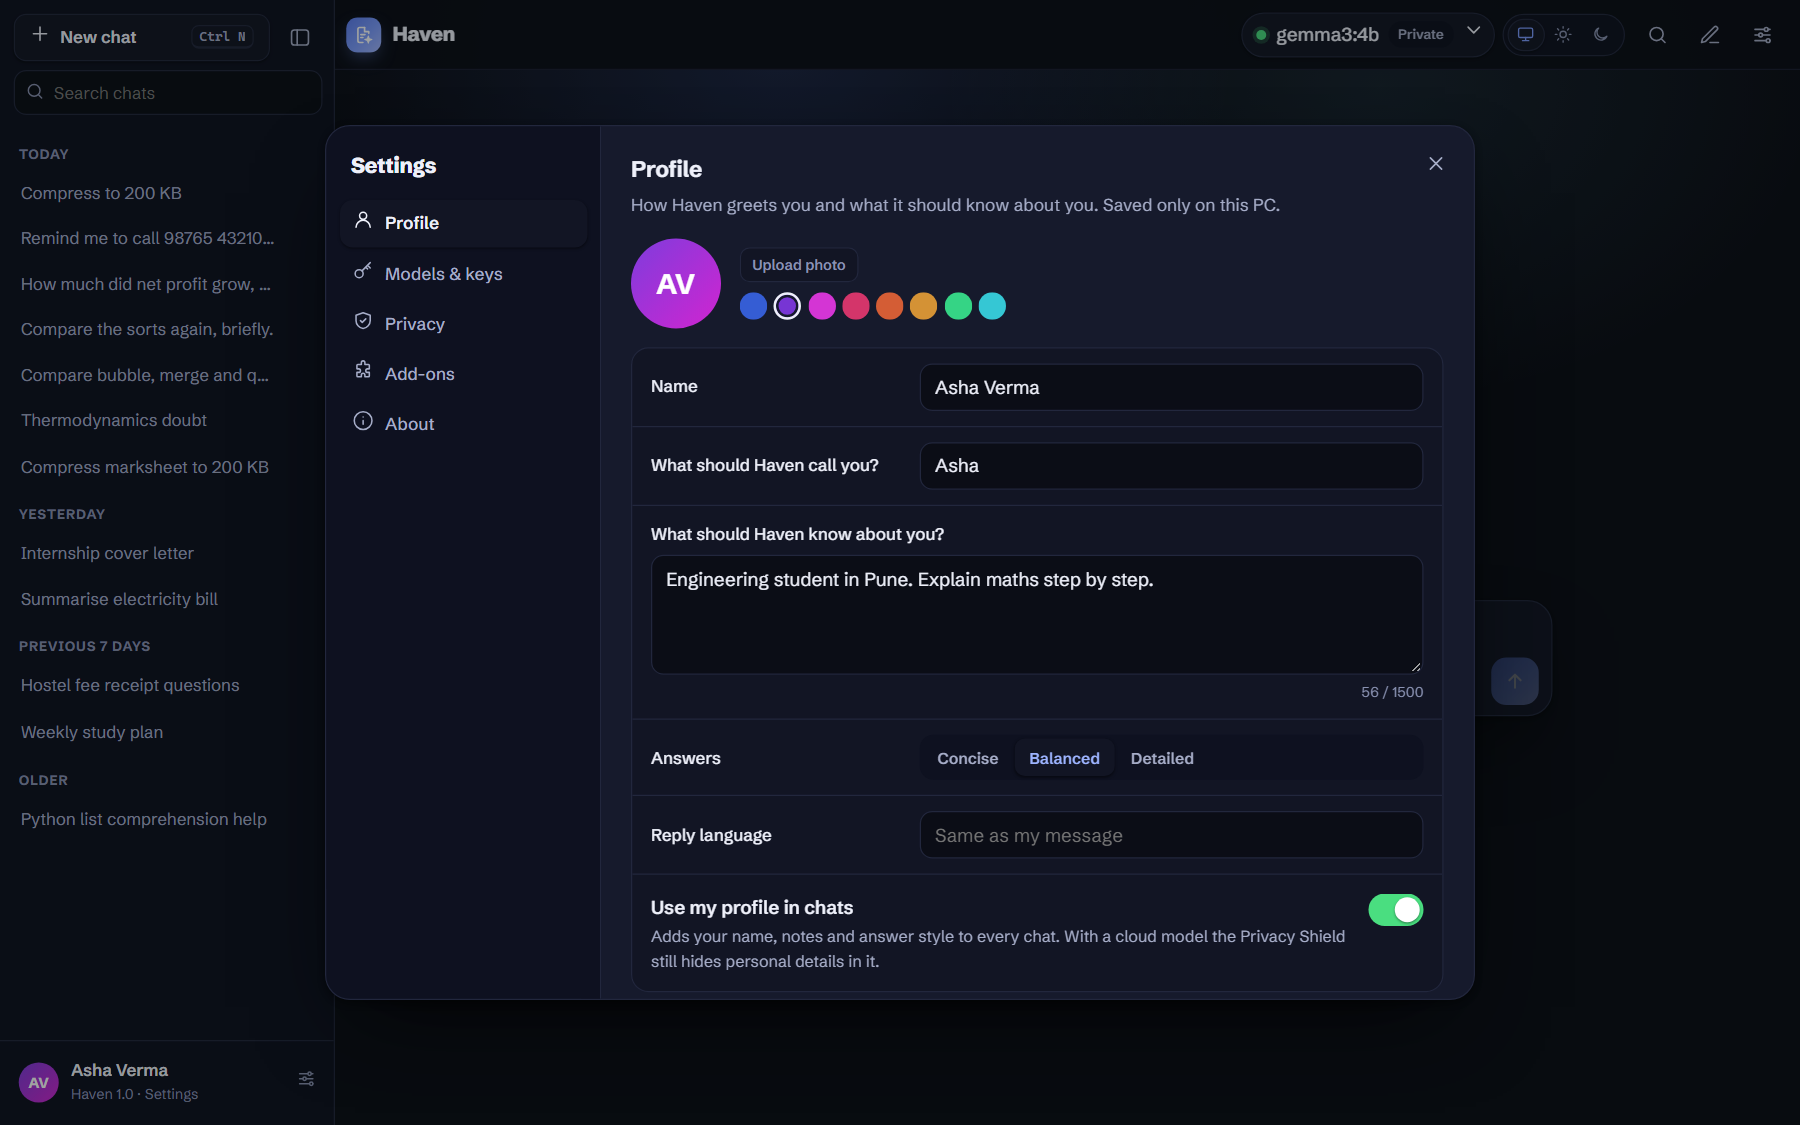 New chat
Ctrl N
Search chats
TODAY
Compress to 200 KB
Remind me to call 98765 43210...
How much did net profit grow, ...
Compare the sorts again, briefly.
Compare bubble, merge and q...
Thermodynamics doubt
Compress marksheet to 200 KB
YESTERDAY
Internship cover letter
Summarise electricity bill
PREVIOUS 7 DAYS
Hostel fee receipt questions
Weekly study plan
OLDER
Python list comprehension help
AV
Asha Verma
Haven 1.0 · Settings
Haven
gemma3:4b
Private
Settings
Profile
Models & keys
Privacy
Add-ons
About
Profile
How Haven greets you and what it should know about you. Saved only on this PC.
AV
Upload photo
Name
Asha Verma
What should Haven call you?
Asha
What should Haven know about you?
Engineering student in Pune. Explain maths step by step.
56 / 1500
Answers
Concise
Balanced
Detailed
Reply language
Same as my message
Use my profile in chats
Adds your name, notes and answer style to every chat. With a cloud model the Privacy Shield
still hides personal details in it.